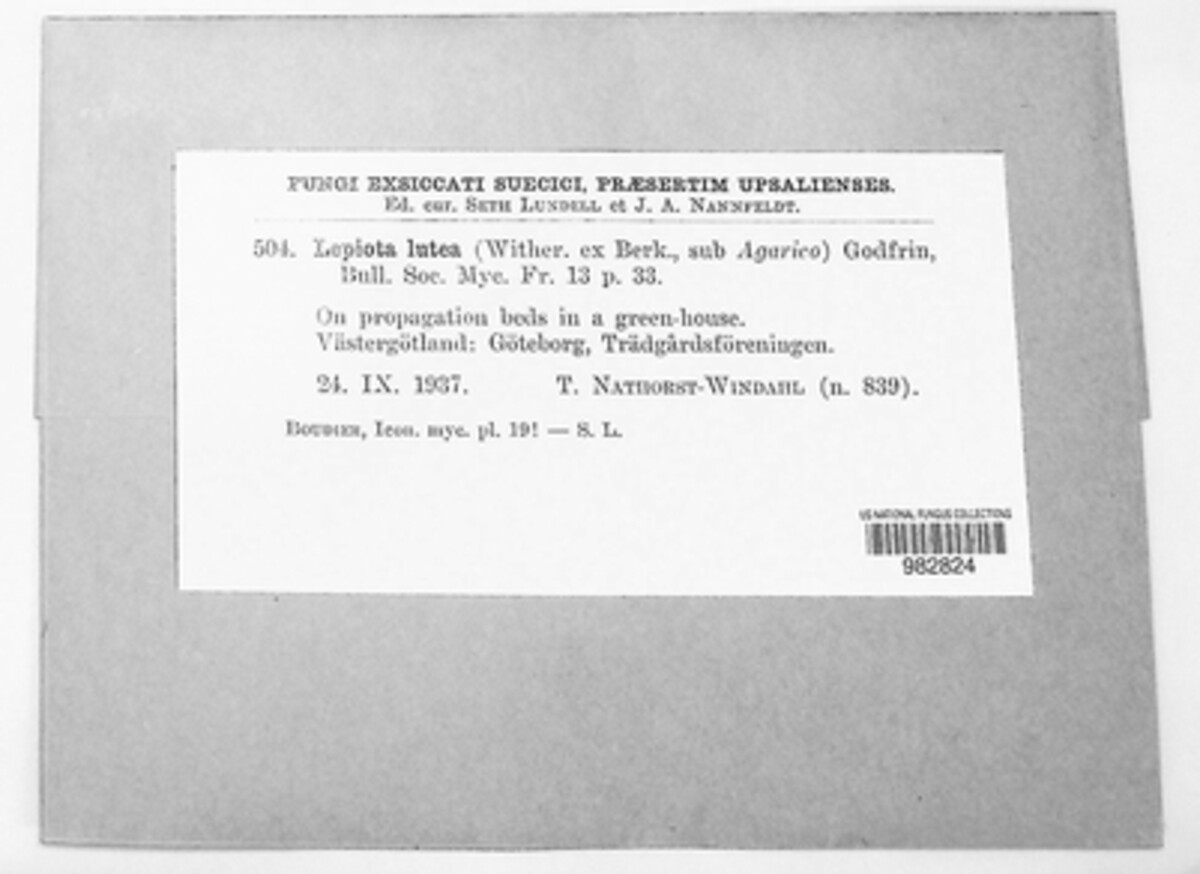 FUNGI EXSICCATI SUECICI, PRÆSERTIM UPSALIENSES.
Ed. cur. SETH LUNDELL et J. A. NANNFELDT.
504. Lepiota lutea (Wither. ex Berk., sub Agarico) Godfrin,
Bull. Soc. Myc. Fr. 13 p. 33.
On propagation beds in a green-house.
Västergötland: Göteborg, Trädgårdsföreningen.
24. IX. 1937. T. NATHORST-WINDAHL (n. 839).
BOUDIER, Icon. myc. pl. 19! — S. L.
US NATIONAL FUNGUS COLLECTIONS
982824